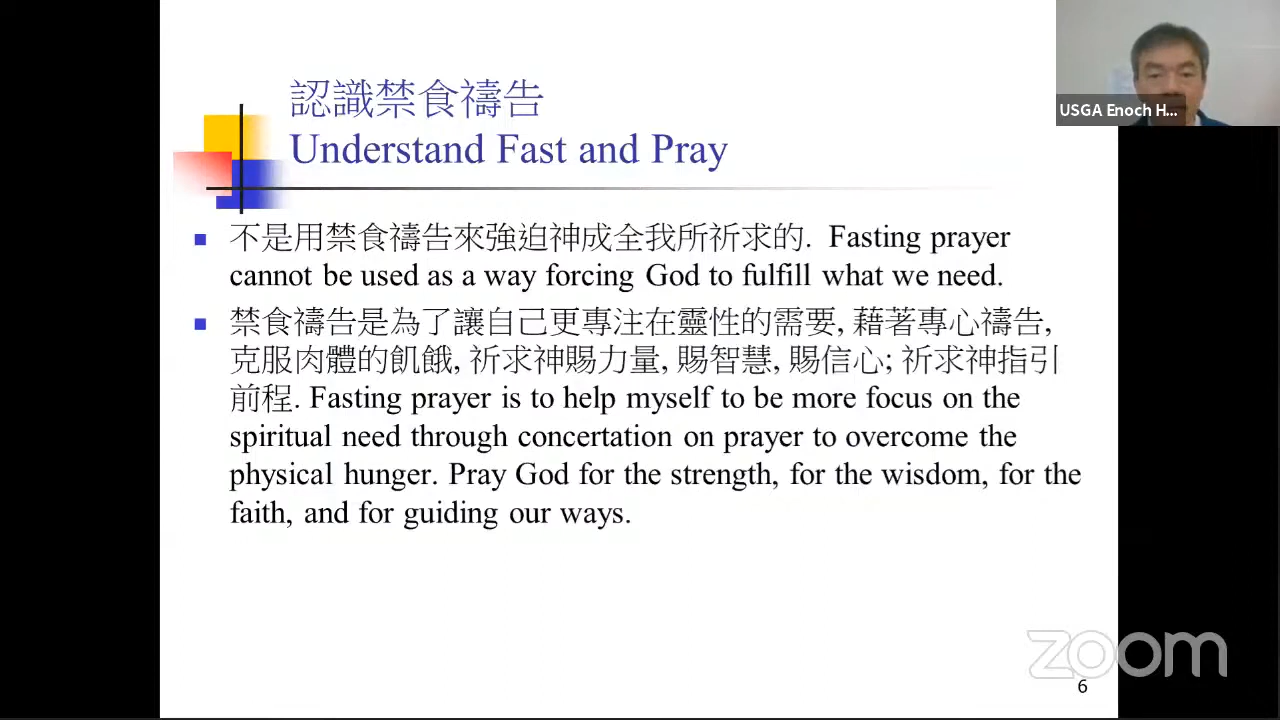 認識禁食禱告
Understand Fast and Pray
USGA Enoch H...
不是用禁食禱告來強迫神成全我所祈求的. Fasting prayer
cannot be used as a way forcing God to fulfill what we need.
禁食禱告是為了讓自己更專注在靈性的需要, 藉著專心禱告,
克服肉體的飢餓, 祈求神賜力量, 賜智慧, 賜信心; 祈求神指引
前程. Fasting prayer is to help myself to be more focus on the
spiritual need through concertation on prayer to overcome the
physical hunger. Pray God for the strength, for the wisdom, for the
faith, and for guiding our ways.
zoom
6